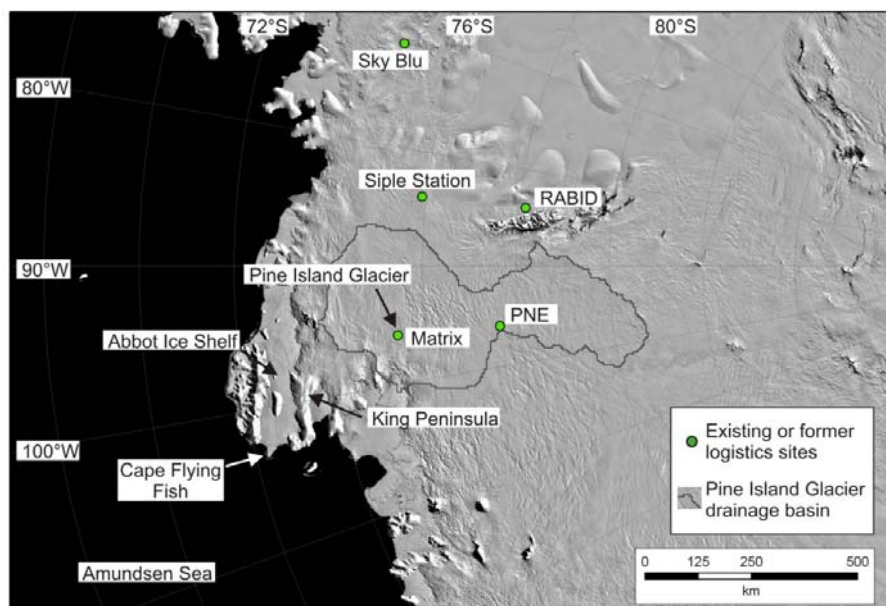 72°S
76°S
80°S
Sky Blu
80°W
Siple Station
RABID
90°W
Pine Island Glacier
PNE
Abbot Ice Shelf
Matrix
King Peninsula
100°W
Cape Flying
Fish
Existing or former
logistics sites
Pine Island Glacier
drainage basin
Amundsen Sea
0 125 250 500
km